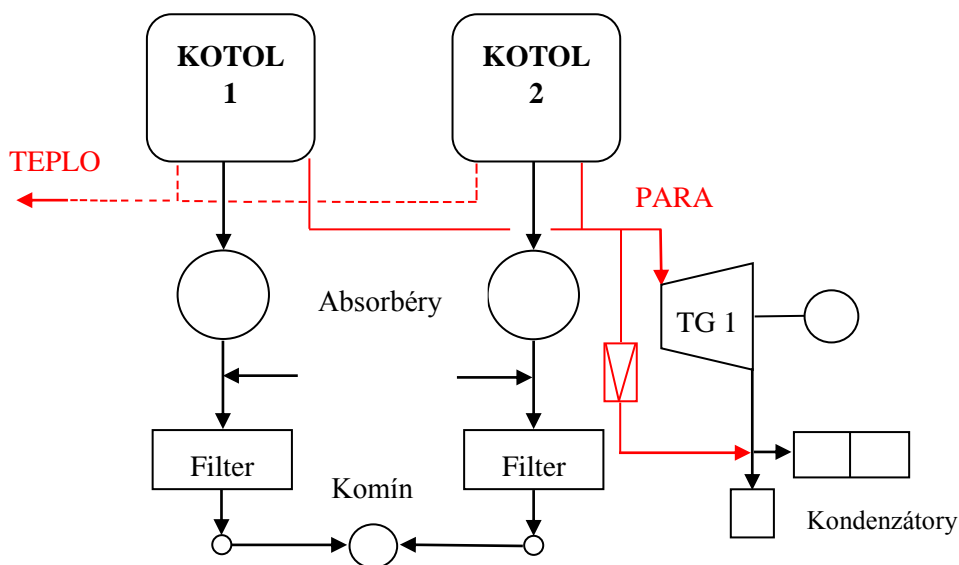 KOTOL
1
KOTOL
2
TEPLO
PARA
Absorbéry
TG 1
Filter
Filter
Komín
Kondenzátory